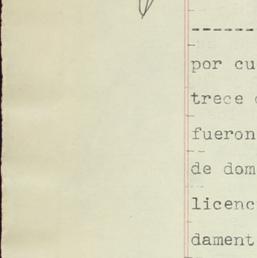 ------
por cu
trece
fueron
de dom
licenc
dament